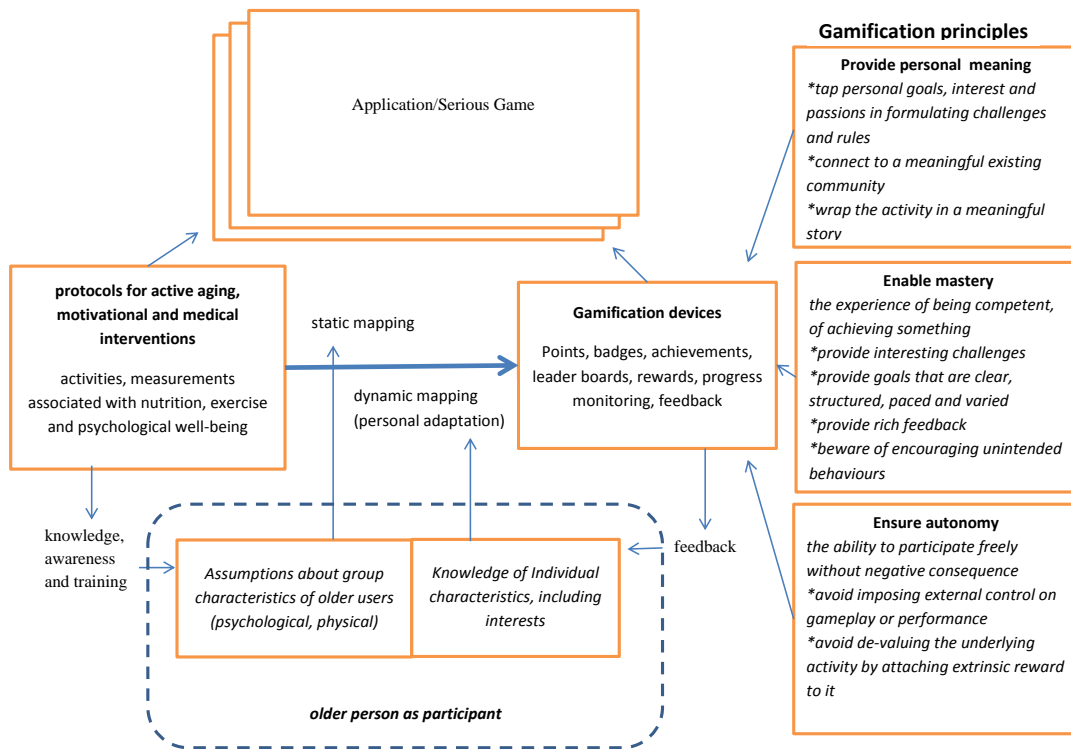 Application/Serious Game
Gamification principles
Provide personal meaning
*tap personal goals, interest and
passions in formulating challenges
and rules
*connect to a meaningful existing
community
*wrap the activity in a meaningful
story
protocols for active aging,
motivational and medical
interventions
activities, measurements
associated with nutrition, exercise
and psychological well-being
static mapping
dynamic mapping
(personal adaptation)
Gamification devices
Points, badges, achievements,
leader boards, rewards, progress
monitoring, feedback
Enable mastery
the experience of being competent,
of achieving something
*provide interesting challenges
*provide goals that are clear,
structured, paced and varied
*provide rich feedback
*beware of encouraging unintended
behaviours
knowledge,
awareness
and training
Assumptions about group
characteristics of older users
(psychological, physical)
Knowledge of Individual
characteristics, including
interests
feedback
older person as participant
Ensure autonomy
the ability to participate freely
without negative consequence
*avoid imposing external control on
gameplay or performance
*avoid de-valuing the underlying
activity by attaching extrinsic reward
to it